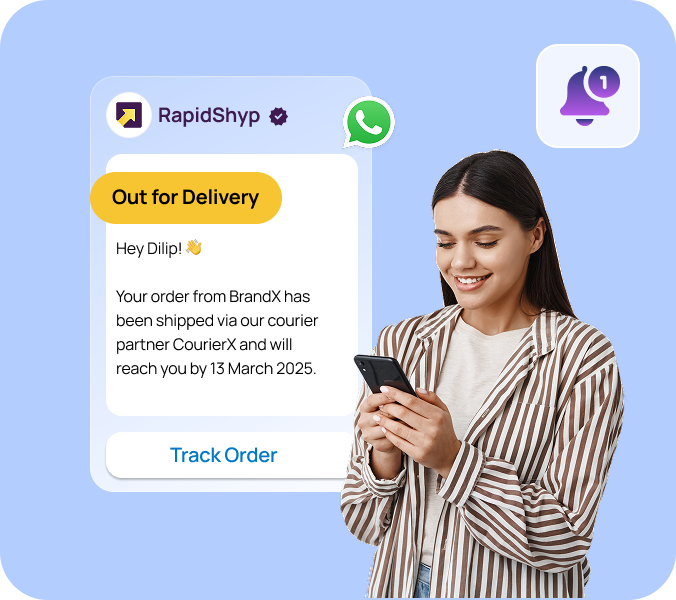 RapidShyp
1
Out for Delivery
Hey Dilip! 👋
Your order from BrandX has
been shipped via our courier
partner CourierX and will
reach you by 13 March 2025.
Track Order